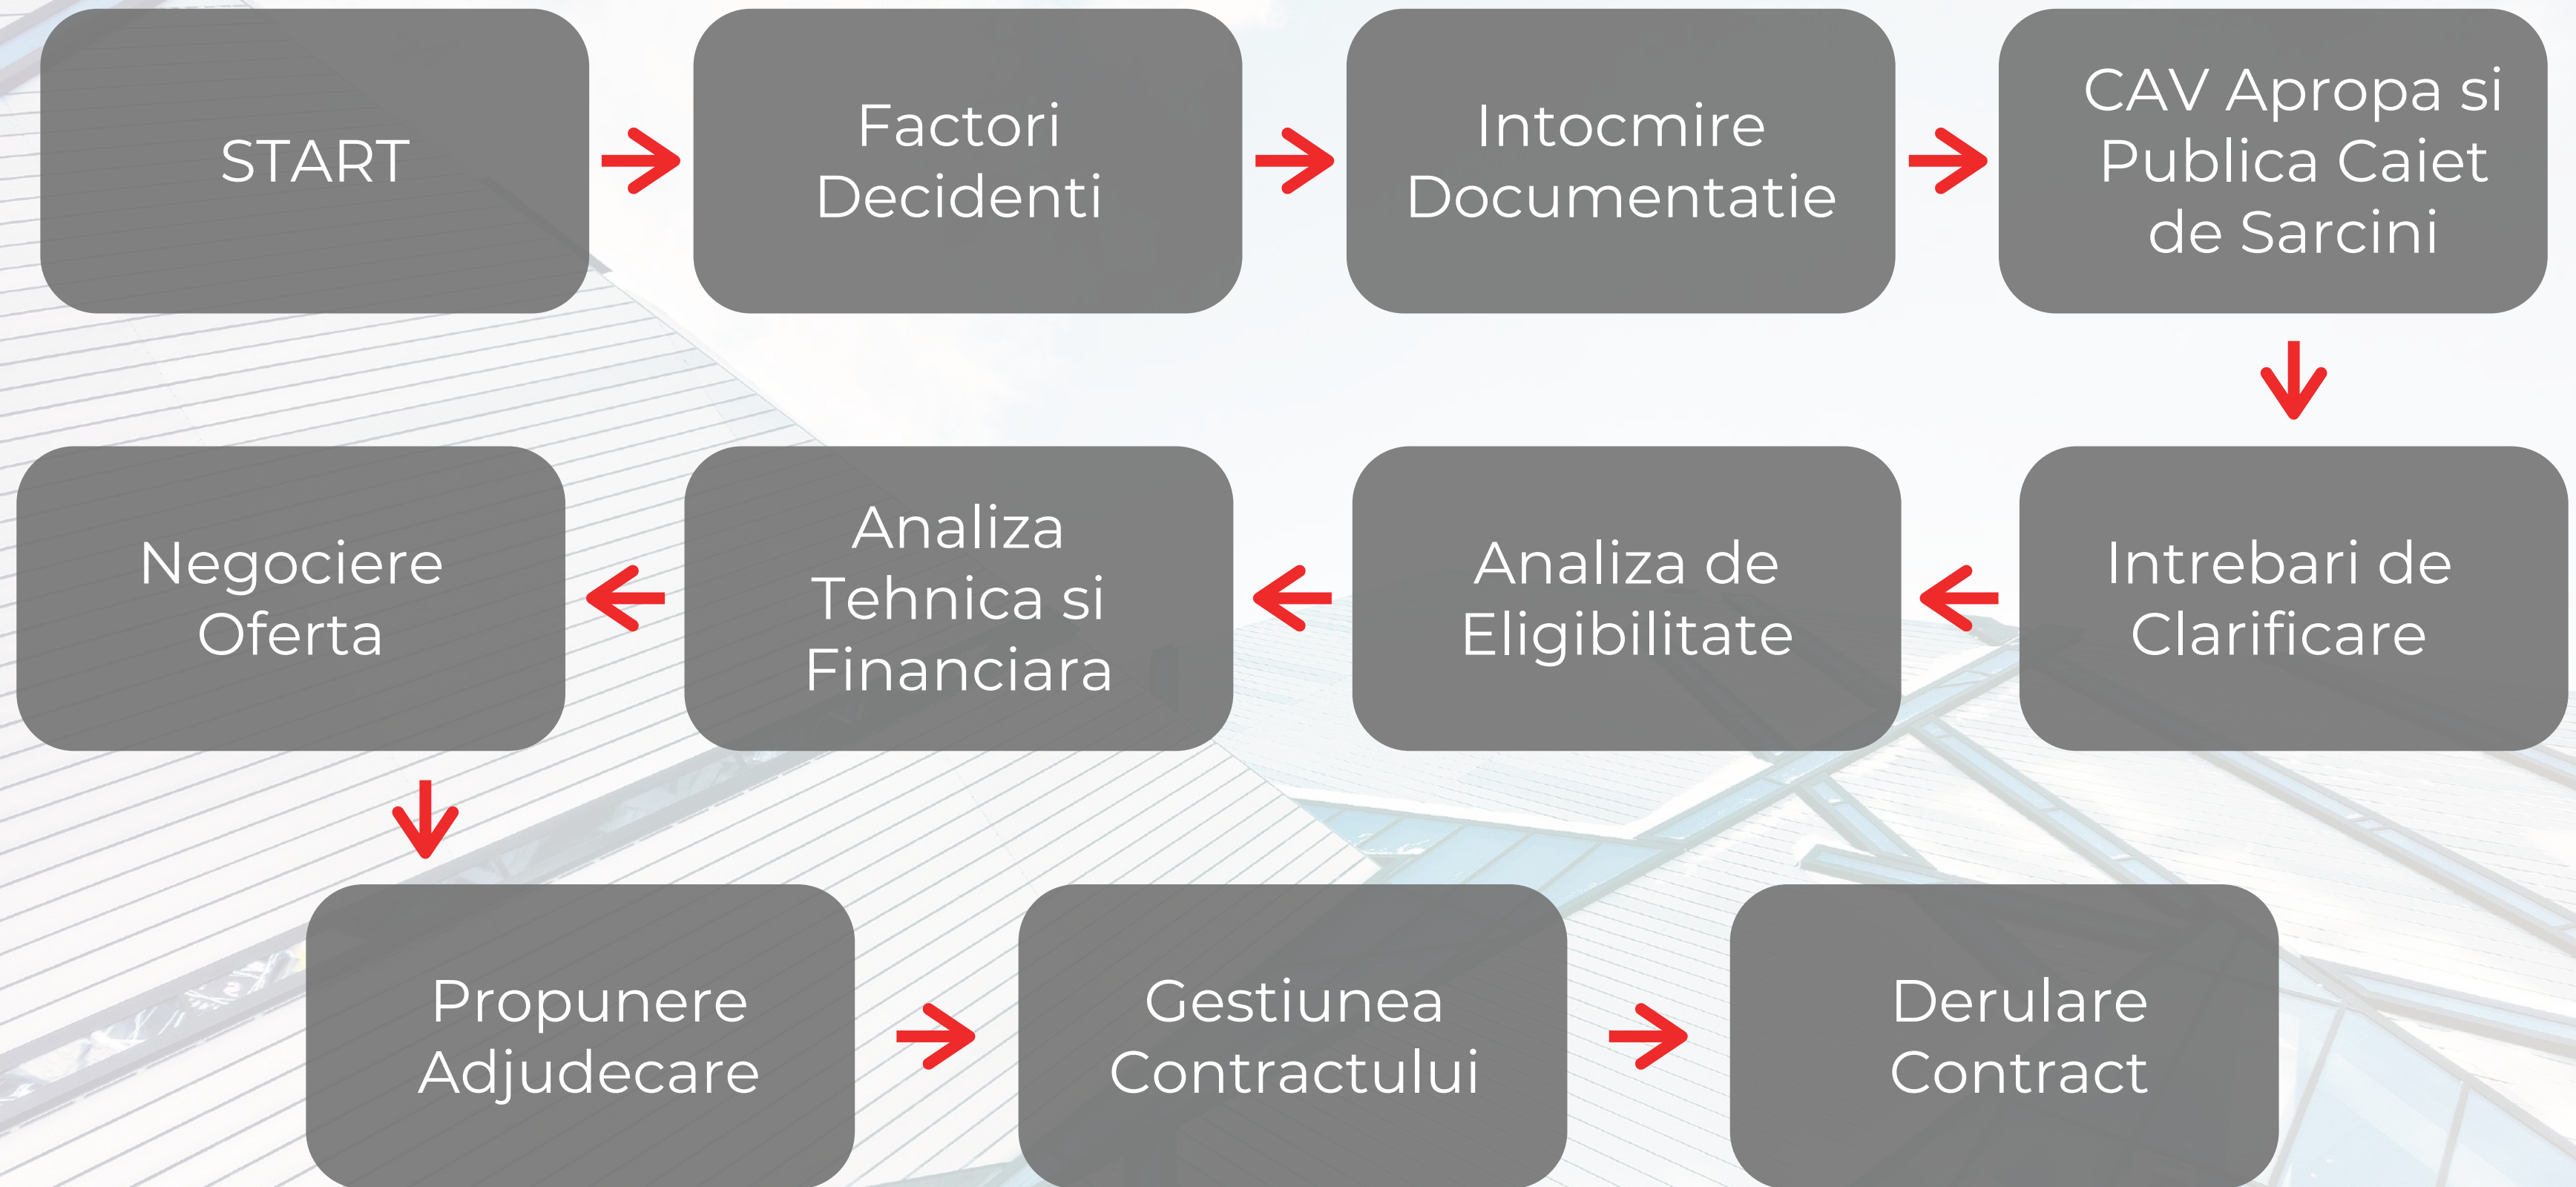 START
Factori
Decidenti
Intocmire
Documentatie
CAV Apropa si
Publica Caiet
de Sarcini
Intrebari de
Clarificare
Analiza de
Eligibilitate
Analiza
Tehnica si
Financiara
Negociere
Oferta
Propunere
Adjudecare
Gestiunea
Contractului
Derulare
Contract